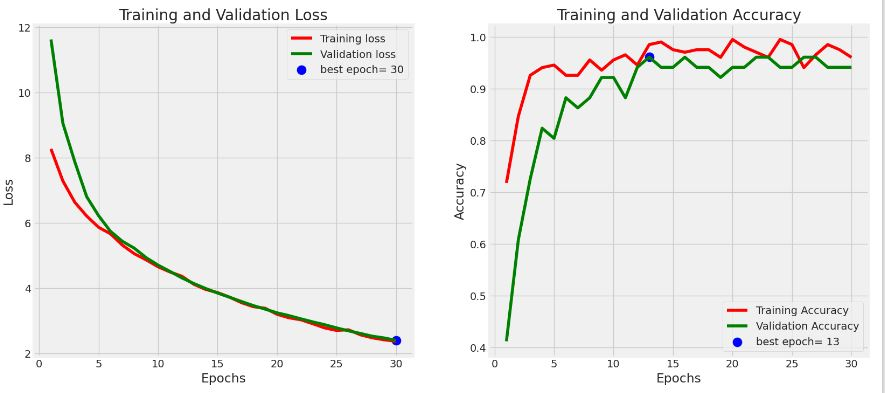 Training and Validation Loss
12
10
8
6
4
2
0
5
10
15
20
25
30
Loss
Epochs
Training loss
Validation loss
best epoch= 30
Training and Validation Accuracy
1.0
0.9
0.8
0.7
0.6
0.5
0.4
0
5
10
15
20
25
30
Accuracy
Epochs
Training Accuracy
Validation Accuracy
best epoch= 13